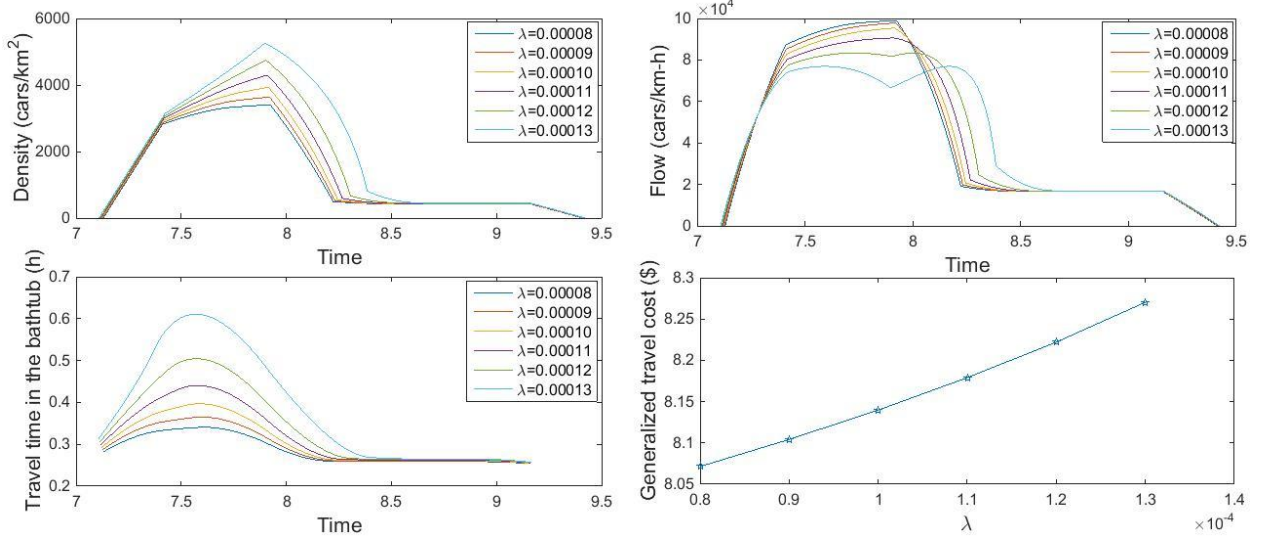 Density (cars/km²)
6000
4000
2000
0
7
7.5
8
8.5
9
9.5
Time
λ=0.00008
λ=0.00009
λ=0.00010
λ=0.00011
λ=0.00012
λ=0.00013
×10⁴
Flow (cars/km-h)
10
8
6
4
2
0
7
7.5
8
8.5
9
9.5
Time
λ=0.00008
λ=0.00009
λ=0.00010
λ=0.00011
λ=0.00012
λ=0.00013
Travel time in the bathtub (h)
0.7
0.6
0.5
0.4
0.3
0.2
7
7.5
8
8.5
9
9.5
Time
λ=0.00008
λ=0.00009
λ=0.00010
λ=0.00011
λ=0.00012
λ=0.00013
Generalized travel cost ($)
8.3
8.25
8.2
8.15
8.1
8.05
0.8
0.9
1
1.1
1.2
1.3
1.4
λ
×10⁻⁴